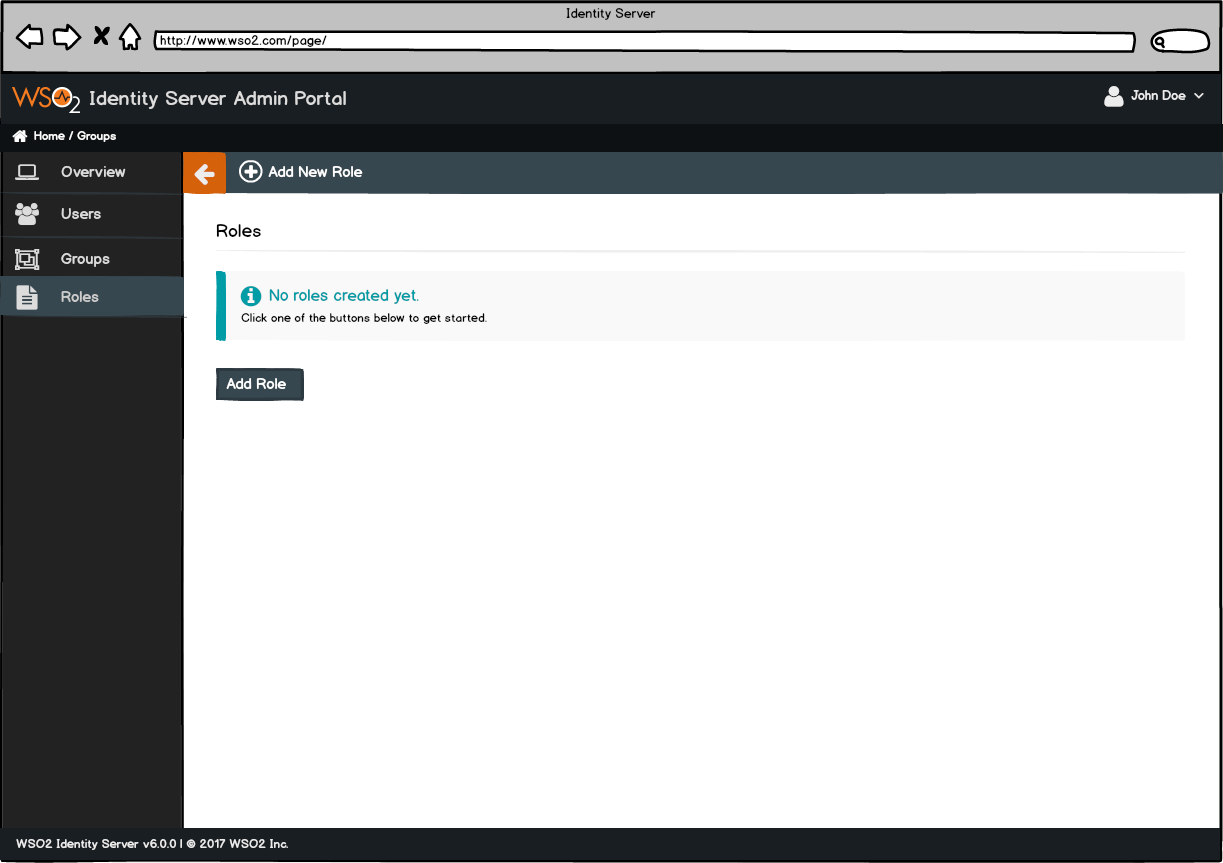 Identity Server
http://www.wso2.com/page/
WSO2 Identity Server Admin Portal
John Doe
Home / Groups
Overview
Add New Role
Users
Roles
Groups
Roles
No roles created yet.
Click one of the buttons below to get started.
Add Role
WSO2 Identity Server v6.0.0 | © 2017 WSO2 Inc.